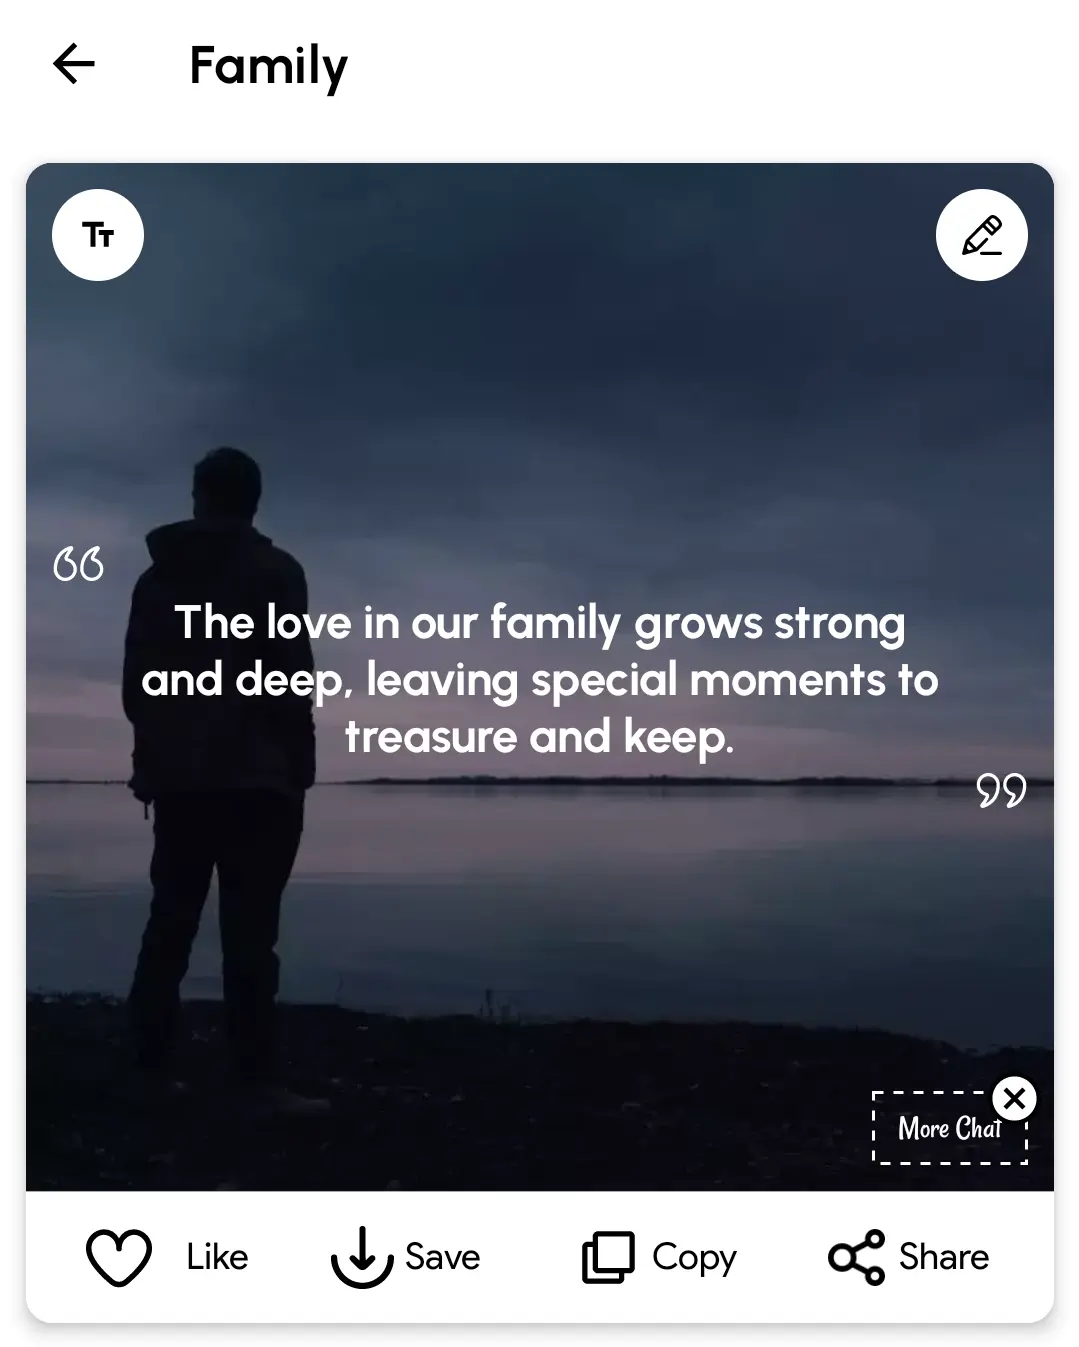 Family
Tт
“
The love in our family grows strong
and deep, leaving special moments to
treasure and keep.
”
More Chat
Like
Save
Copy
Share